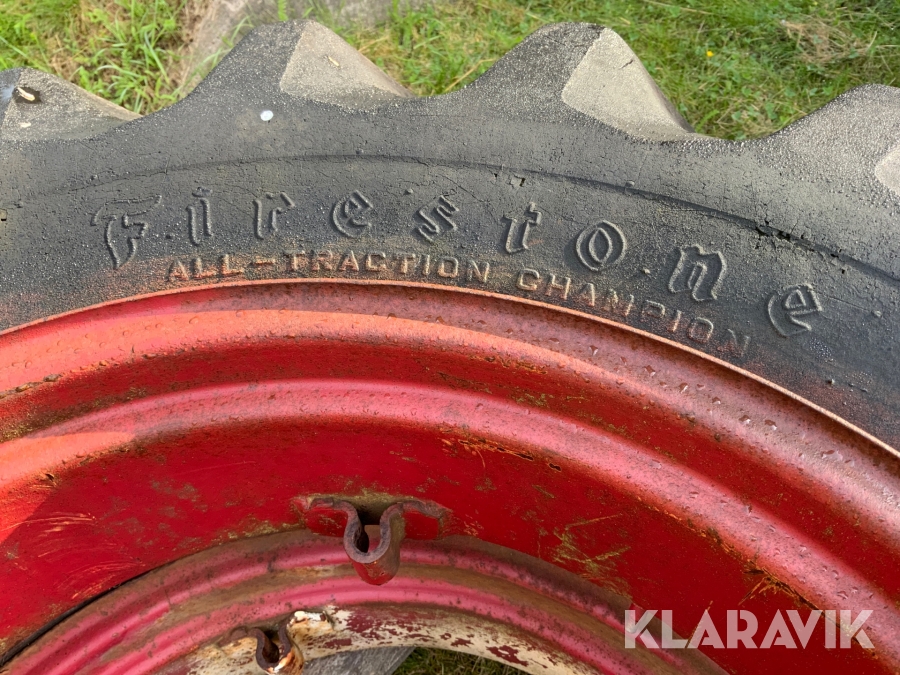 Firestone
ALL-TRACTION CHAMPION
KLARAVIK